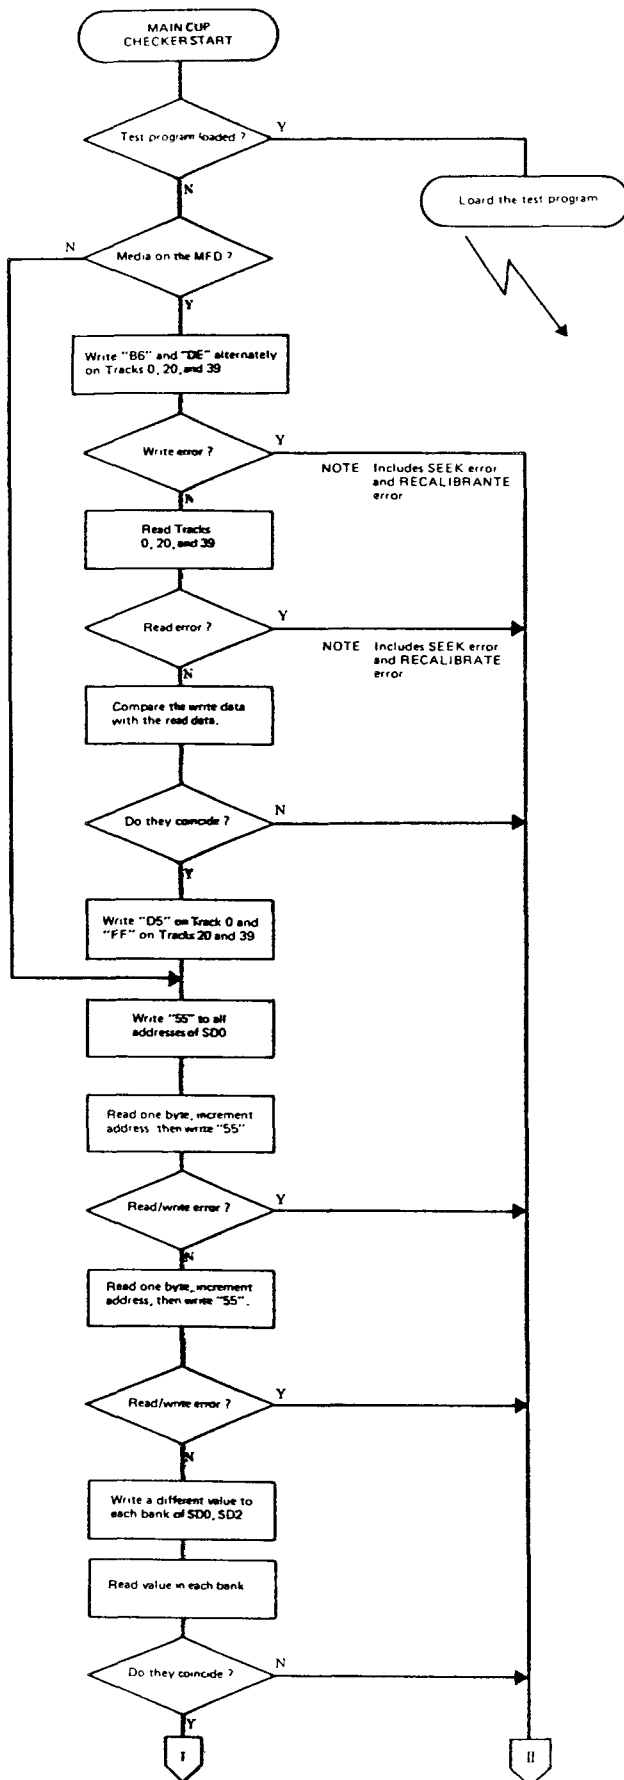 MAIN CUP
CHECKER START
Test program loaded ?
Y
N
Loard the test program
Media on the MFD ?
N
Y
Write "B6" and "DE" alternately
on Tracks 0, 20, and 39
Write error ?
Y
NOTE Includes SEEK error
and RECALIBRANTE
error
N
Read Tracks
0, 20, and 39
Read error ?
Y
NOTE Includes SEEK error
and RECALIBRATE
error
N
Compare the write data
with the read data.
Do they coincide ?
N
Y
Write "D5" on Track 0 and
"FF" on Tracks 20 and 39
Write "55" to all
addresses of SD0
Read one byte, increment
address, then write "55"
Read/write error ?
Y
N
Read one byte, increment
address, then write "55".
Read/write error ?
Y
N
Write a different value to
each bank of SD0, SD2
Read value in each bank
Do they coincide ?
N
Y
I
II